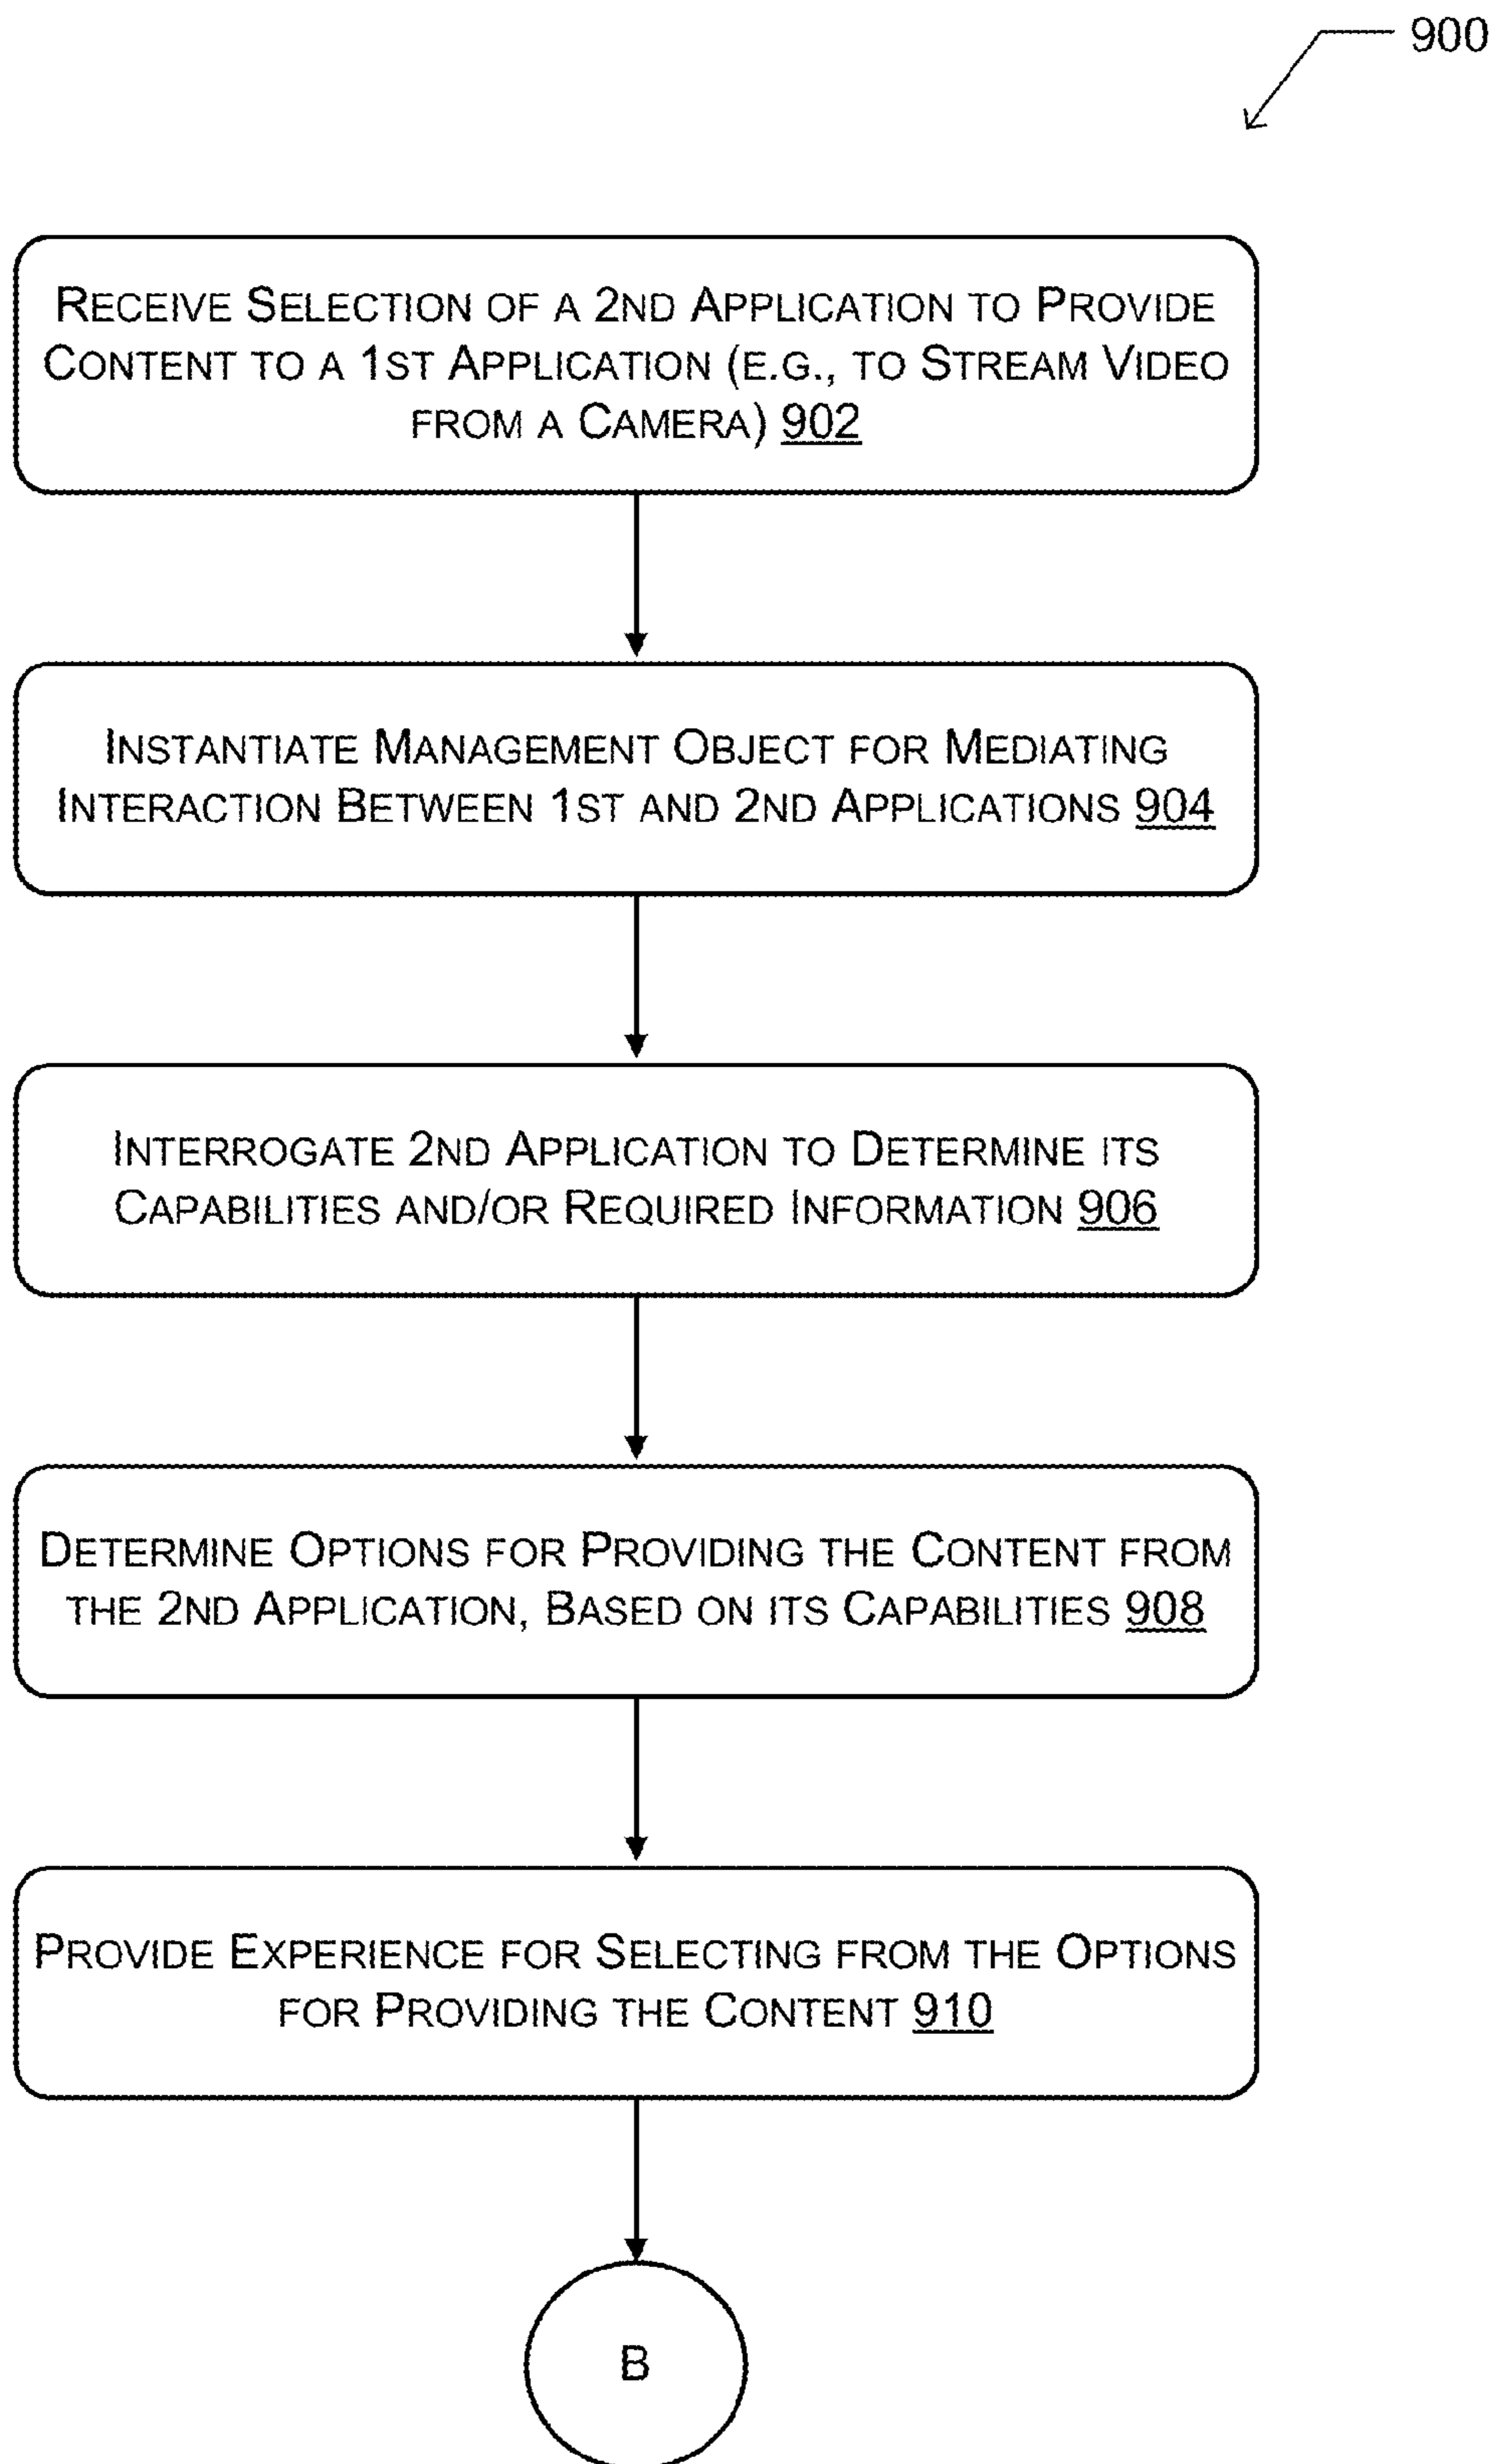 900
Receive Selection of a 2nd Application to Provide
Content to a 1st Application (e.g., to Stream Video
from a Camera) 902
Instantiate Management Object for Mediating
Interaction Between 1st and 2nd Applications 904
Interrogate 2nd Application to Determine its
Capabilities and/or Required Information 906
Determine Options for Providing the Content from
the 2nd Application, Based on its Capabilities 908
Provide Experience for Selecting from the Options
for Providing the Content 910
B